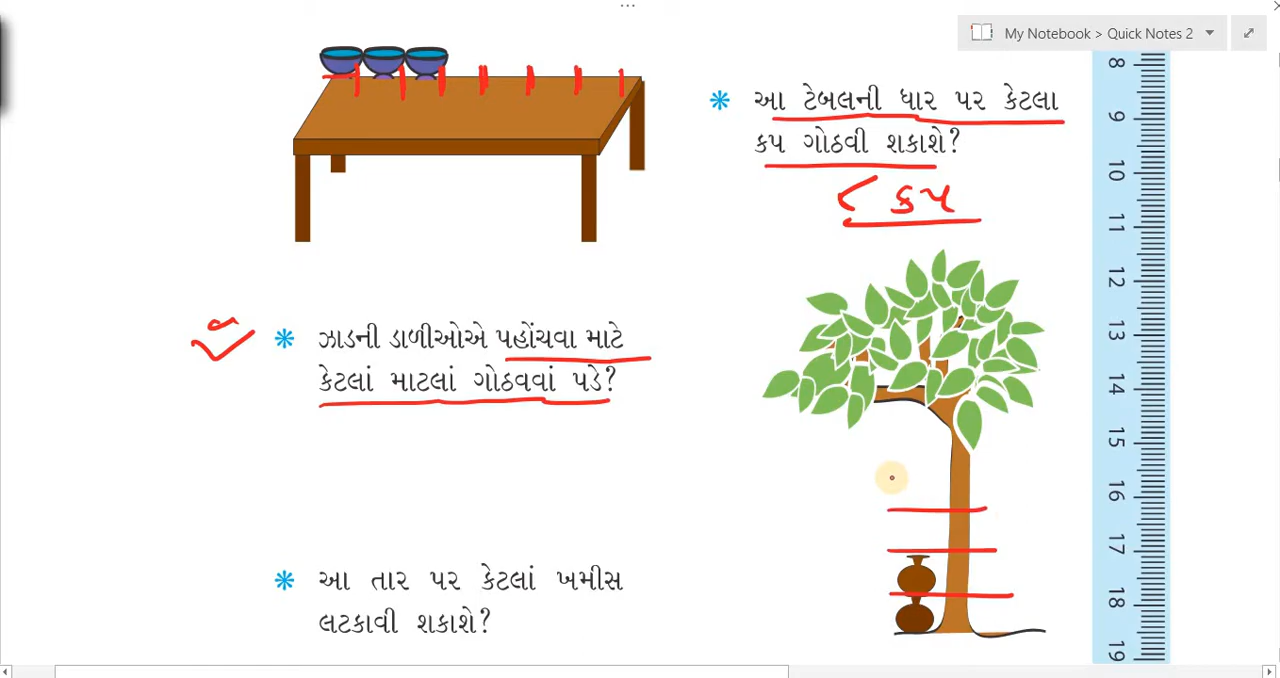 My Notebook > Quick Notes 2
આ ટેબલની ધાર પર કેટલા
કપ ગોઠવી શકાશે?
૮ કપ
ઝાડની ડાળીઓએ પહોંચવા માટે
કેટલાં માટલાં ગોઠવવાં પડે?
આ તાર પર કેટલાં ખમીસ
લટકાવી શકાશે?
8
9
10
11
12
13
14
15
16
17
18
19